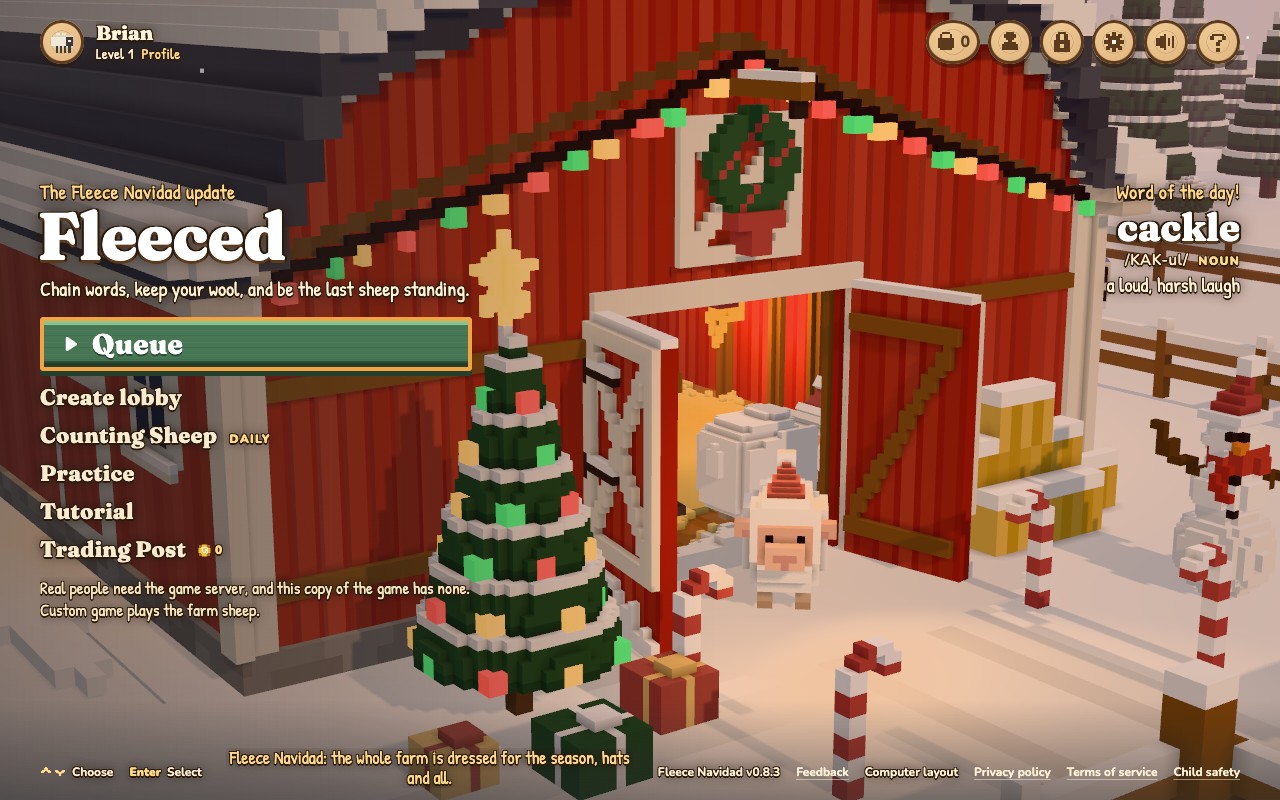 Brian
Level 1 Profile
0
The Fleece Navidad update
Fleeced
Chain words, keep your wool, and be the last sheep standing.
Queue
Create lobby
Counting Sheep DAILY
Practice
Tutorial
Trading Post 0
Real people need the game server, and this copy of the game has none.
Custom game plays the farm sheep.
Word of the day!
cackle
/KAK-ul/ NOUN
a loud, harsh laugh
Choose Enter Select
Fleece Navidad: the whole farm is dressed for the season, hats
and all.
Fleece Navidad v0.8.3 Feedback Computer layout Privacy policy Terms of service Child safety